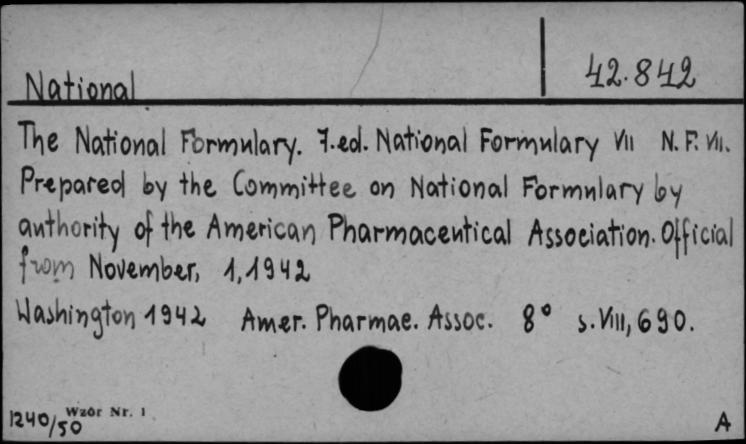 National
42.842
The National Formulary. 7.ed. National Formulary VII N.F. VII.
Prepared by the Committee on National Formulary by
authority of the American Pharmaceutical Association. Official
from November, 1, 1942
Washington 1942 Amer. Pharmac. Assoc. 8° s. VIII, 690.
1240/50
Wzór Nr. 1
A